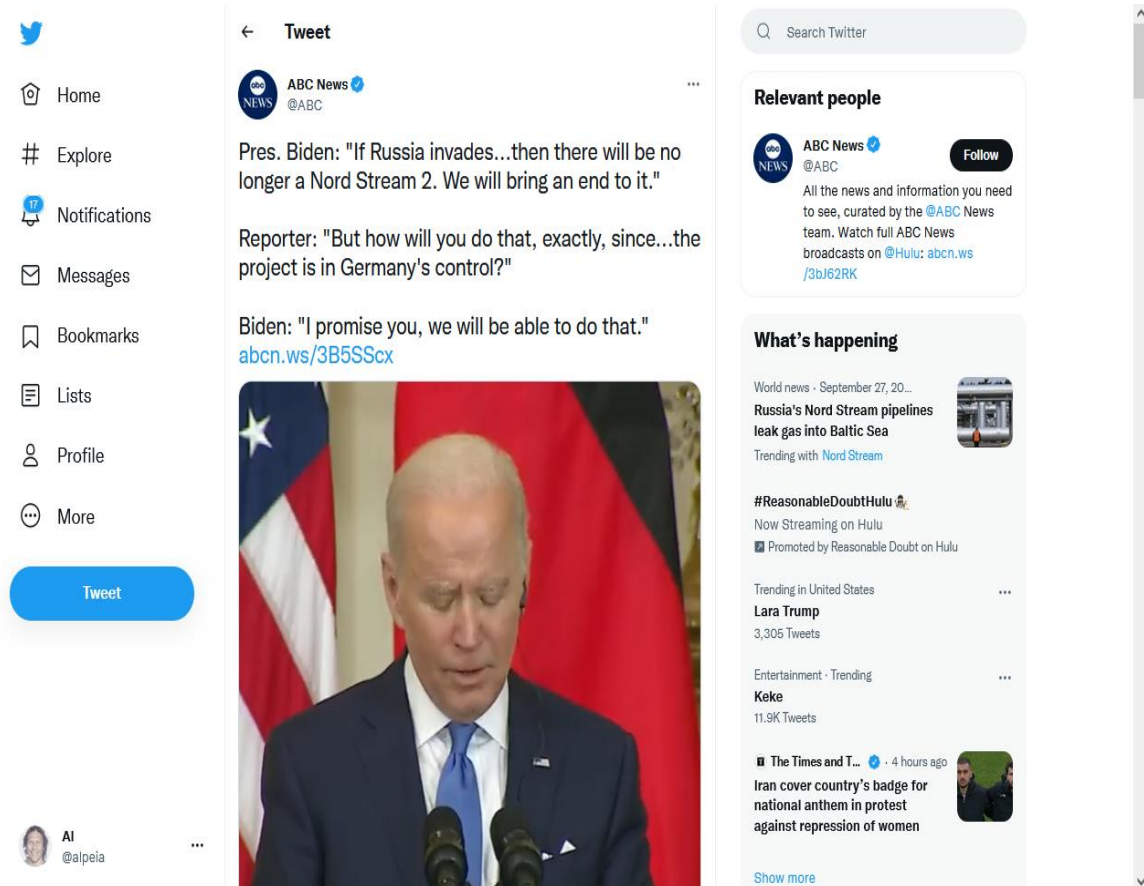 Home
Explore
17
Notifications
Messages
Bookmarks
Lists
Profile
More
Tweet
Al
@alpeia
Tweet
abc
NEWS
ABC News
@ABC
Pres. Biden: "If Russia invades...then there will be no
longer a Nord Stream 2. We will bring an end to it."
Reporter: "But how will you do that, exactly, since...the
project is in Germany's control?"
Biden: "I promise you, we will be able to do that."
abcn.ws/3B5SScx
Search Twitter
Relevant people
abc
NEWS
ABC News
@ABC
Follow
All the news and information you need
to see, curated by the @ABC News
team. Watch full ABC News
broadcasts on @Hulu: abcn.ws
/3bJ62RK
What's happening
World news · September 27, 20...
Russia's Nord Stream pipelines
leak gas into Baltic Sea
Trending with Nord Stream
#ReasonableDoubtHulu
Now Streaming on Hulu
Promoted by Reasonable Doubt on Hulu
Trending in United States
Lara Trump
3,305 Tweets
Entertainment · Trending
Keke
11.9K Tweets
The Times and T... · 4 hours ago
Iran cover country's badge for
national anthem in protest
against repression of women
Show more